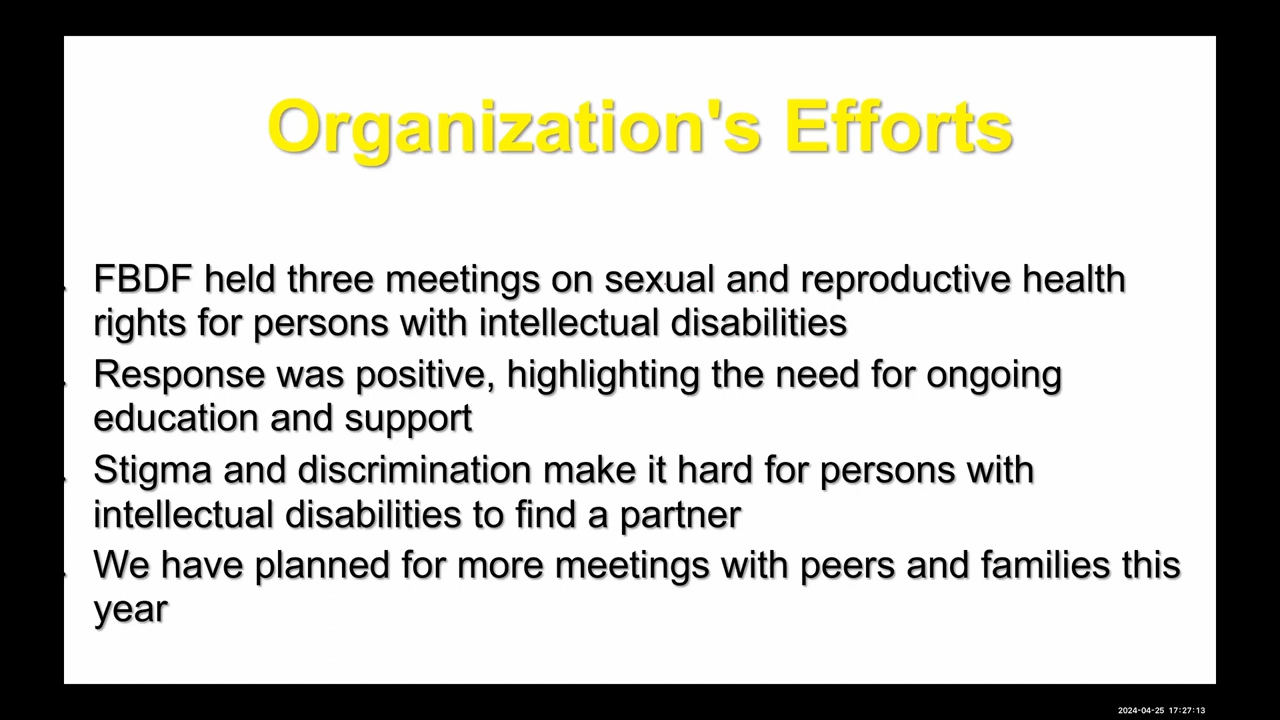 Organization's Efforts
FBDF held three meetings on sexual and reproductive health
rights for persons with intellectual disabilities
Response was positive, highlighting the need for ongoing
education and support
Stigma and discrimination make it hard for persons with
intellectual disabilities to find a partner
We have planned for more meetings with peers and families this
year
2024-04-25 17:27:13